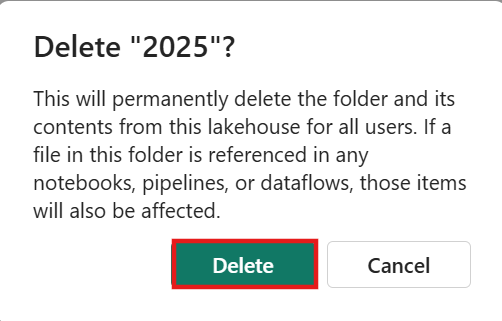 Delete "2025"?
This will permanently delete the folder and its
contents from this lakehouse for all users. If a
file in this folder is referenced in any
notebooks, pipelines, or dataflows, those items
will also be affected.
Delete
Cancel